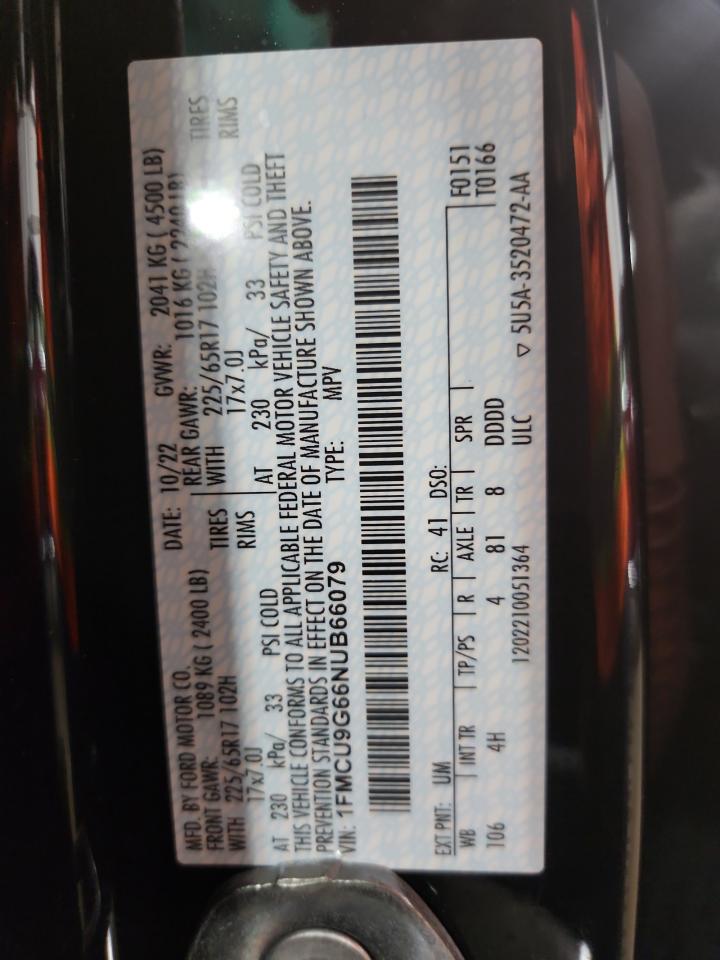 MFD. BY FORD MOTOR CO. DATE: 10/22 GVWR: 2041 KG ( 4500 LB)
FRONT GAWR: 1089 KG ( 2400 LB) REAR GAWR: 1016 KG ( 2240 LB)
WITH 225/65R17 102H TIRES WITH 225/65R17 102H TIRES
17x7.0J RIMS 17x7.0J RIMS
AT 230 kPa/ 33 PSI COLD AT 230 kPa/ 33 PSI COLD
THIS VEHICLE CONFORMS TO ALL APPLICABLE FEDERAL MOTOR VEHICLE SAFETY AND THEFT
PREVENTION STANDARDS IN EFFECT ON THE DATE OF MANUFACTURE SHOWN ABOVE.
VIN: 1FMCU9G66NUB66079 TYPE: MPV
EXT PNT: UM RC: 41 DSO:
WB INT TR TP/PS R AXLE TR SPR F0151
106 4H 4 81 8 DDDD T0166
1202210051364 ULC ▽ 5U5A-3520472-AA